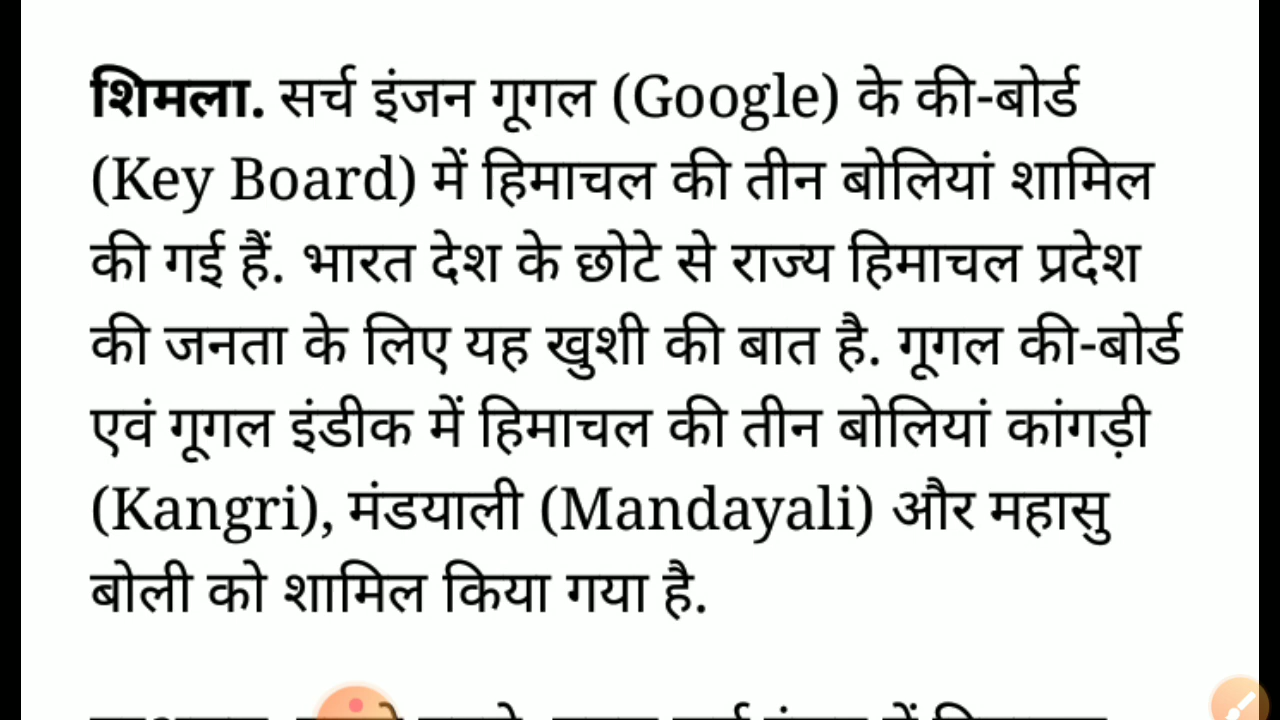 शिमला. सर्च इंजन गूगल (Google) के की-बोर्ड
(Key Board) में हिमाचल की तीन बोलियां शामिल
की गई हैं. भारत देश के छोटे से राज्य हिमाचल प्रदेश
की जनता के लिए यह खुशी की बात है. गूगल की-बोर्ड
एवं गूगल इंडीक में हिमाचल की तीन बोलियां कांगड़ी
(Kangri), मंडयाली (Mandayali) और महासु
बोली को शामिल किया गया है.